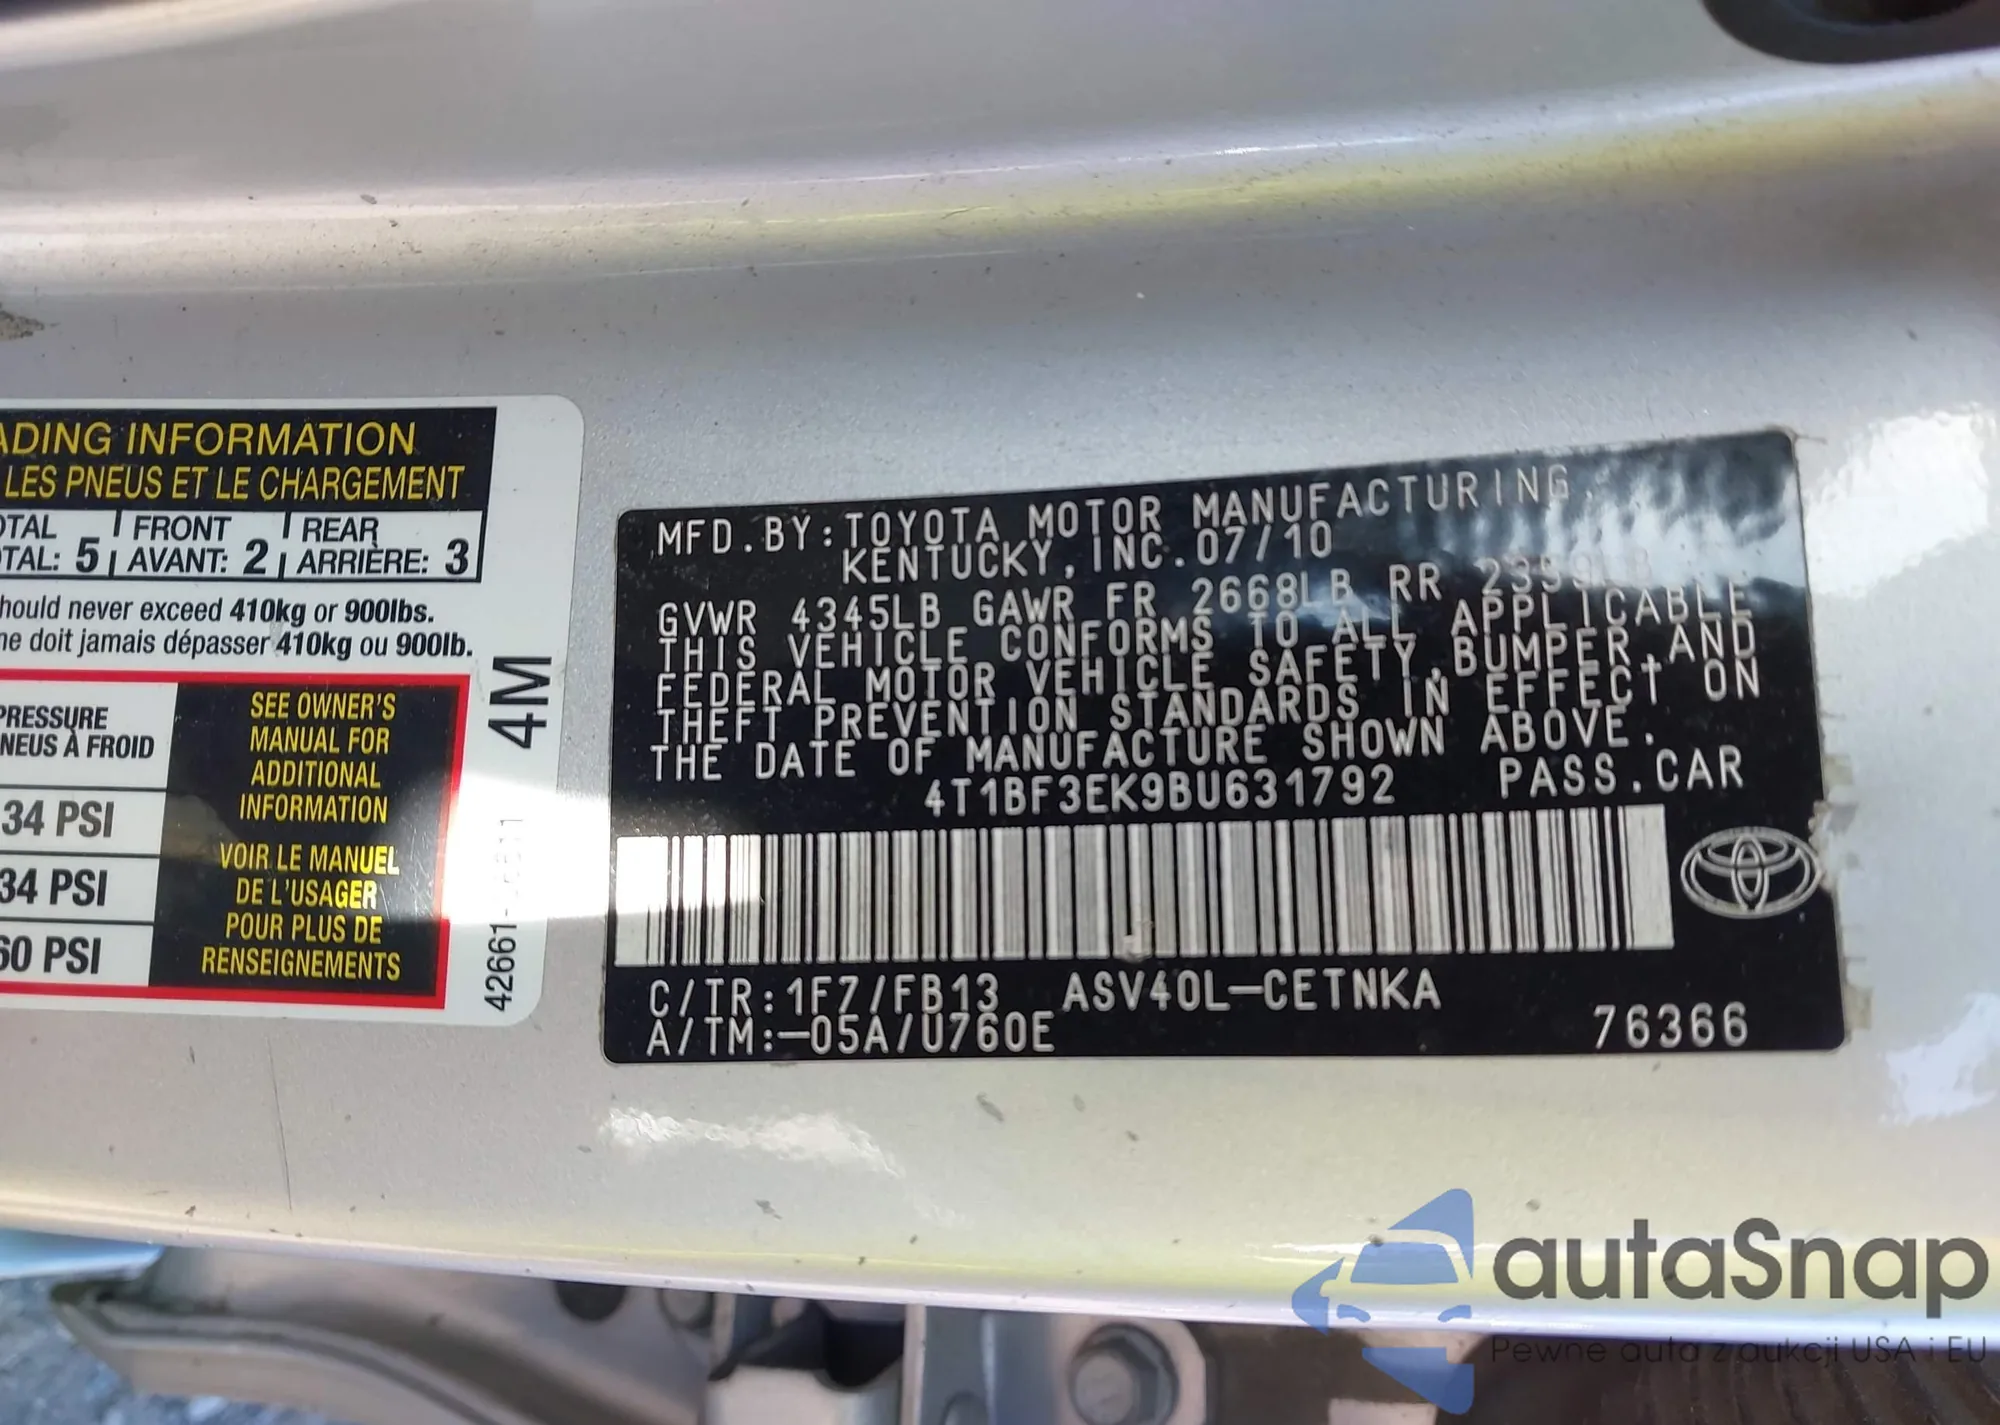 ADING INFORMATION
LES PNEUS ET LE CHARGEMENT
OTAL FRONT REAR
OTAL: 5 AVANT: 2 ARRIÈRE: 3
hould never exceed 410kg or 900lbs.
ne doit jamais dépasser 410kg ou 900lb.
PRESSURE
NEUS À FROID
34 PSI
34 PSI
60 PSI
SEE OWNER'S
MANUAL FOR
ADDITIONAL
INFORMATION
VOIR LE MANUEL
DE L'USAGER
POUR PLUS DE
RENSEIGNEMENTS
4M
MFD.BY:TOYOTA MOTOR MANUFACTURING,
KENTUCKY,INC.07/10
GVWR 4345LB GAWR FR 2668LB RR
THIS VEHICLE CONFORMS TO ALL APPLICABLE
FEDERAL MOTOR VEHICLE SAFETY,BUMPER,AND
THEFT PREVENTION STANDARDS IN EFFECT ON
THE DATE OF MANUFACTURE SHOWN ABOVE.
4T1BF3EK9BU631792 PASS.CAR
C/TR:1F7/FB13 ASV40L-CETNKA
A/TM:-05A/U760E 76366
autaSnap
Pewne auta z aukcji USA i EU